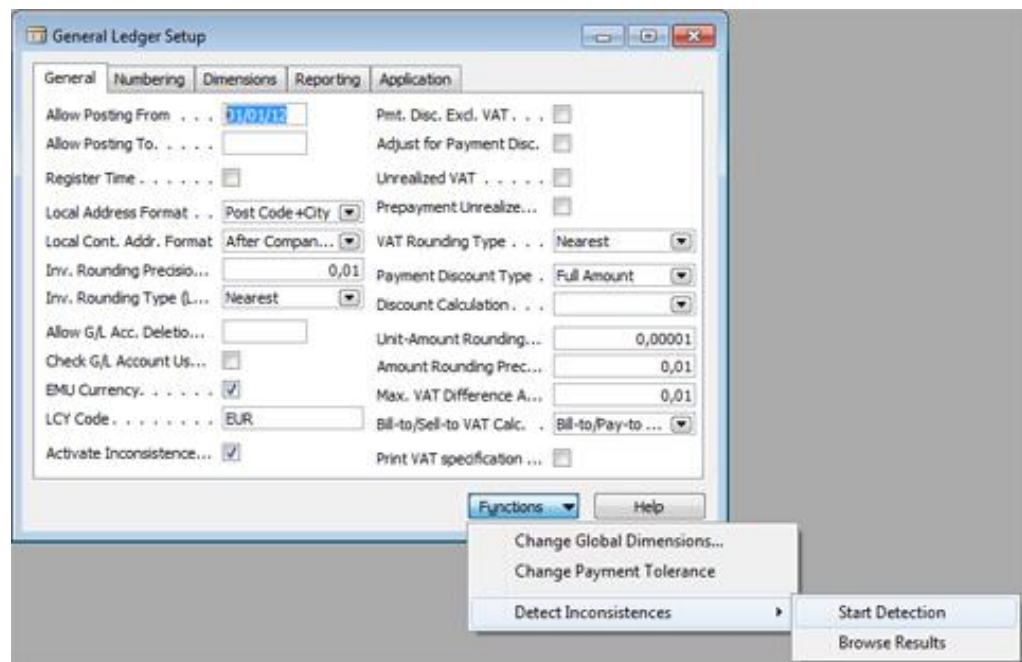 General Ledger Setup
General Numbering Dimensions Reporting Application
Allow Posting From . . . 01/01/12
Allow Posting To. . . . .
Register Time . . . . . .
Local Address Format . . Post Code+City
Local Cont. Addr. Format After Compan...
Inv. Rounding Precisio... 0,01
Inv. Rounding Type (L... Nearest
Allow G/L Acc. Deletio...
Check G/L Account Us...
EMU Currency. . . . . .
LCY Code. . . . . . . . EUR
Activate Inconsistence...
Pmt. Disc. Excl. VAT. . .
Adjust for Payment Disc.
Unrealized VAT . . . . .
Prepayment Unrealize...
VAT Rounding Type . . . Nearest
Payment Discount Type . Full Amount
Discount Calculation. . .
Unit-Amount Rounding... 0,00001
Amount Rounding Prec... 0,01
Max. VAT Difference A... 0,01
Bill-to/Sell-to VAT Calc. . Bill-to/Pay-to ...
Print VAT specification ...
Functions Help
Change Global Dimensions...
Change Payment Tolerance
Detect Inconsistences
Start Detection
Browse Results